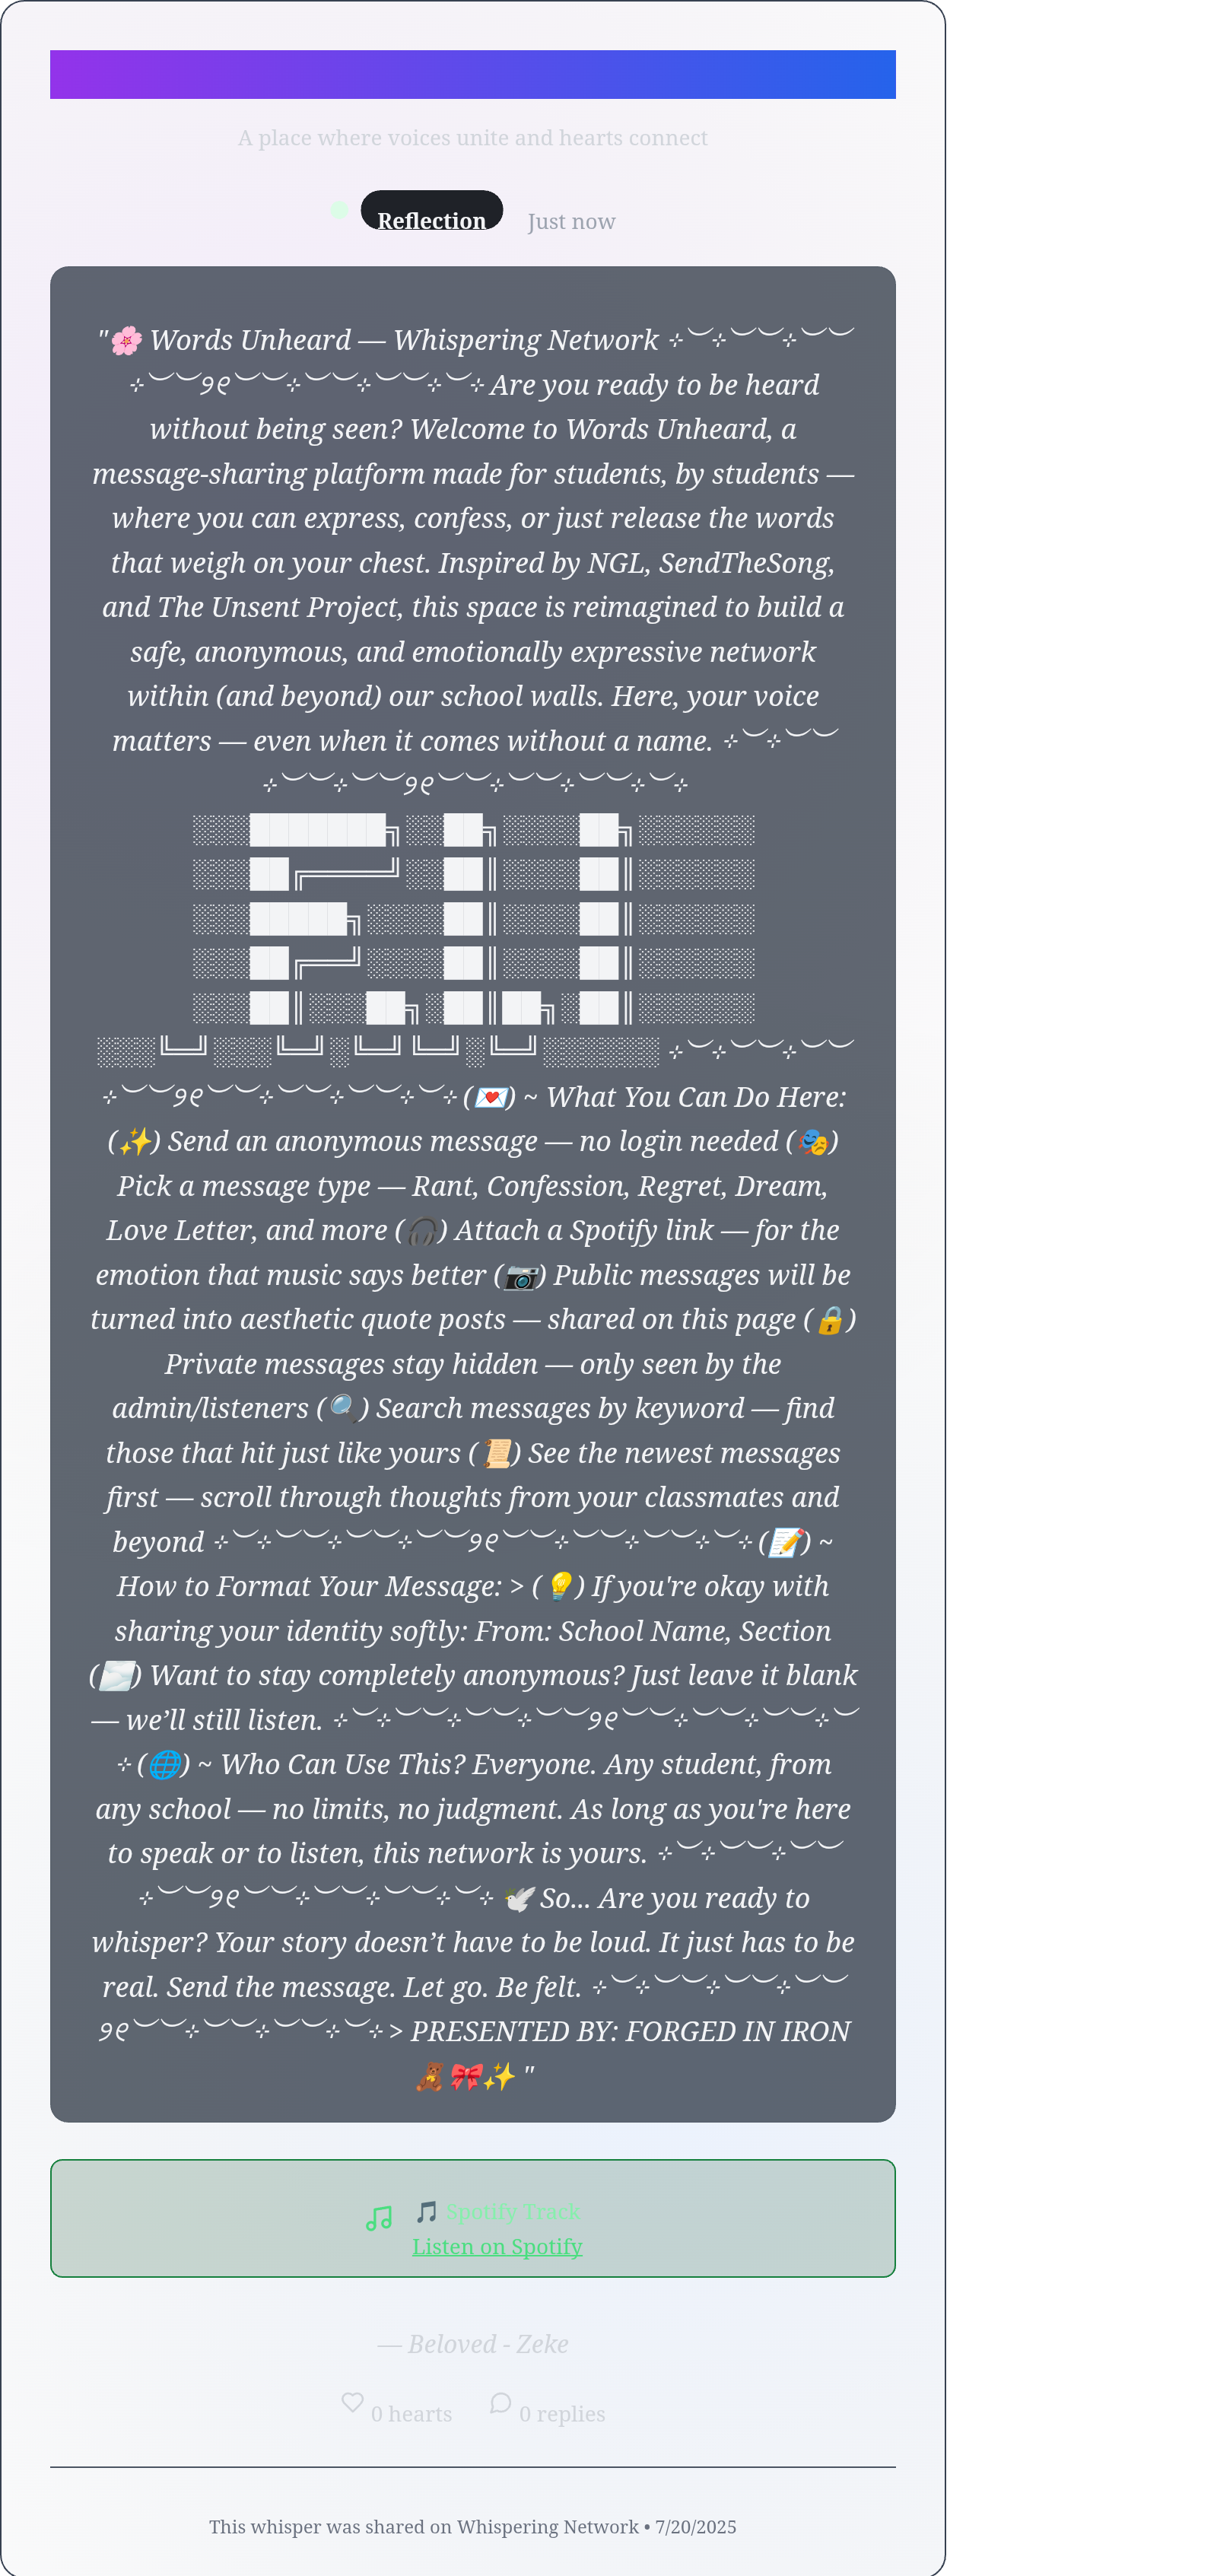 A place where voices unite and hearts connect
Reflection Just now
"🌸 Words Unheard — Whispering Network ⊹︶⊹︶︶⊹︶︶
⊹︶︶୨୧︶︶⊹︶︶⊹︶︶⊹︶⊹ Are you ready to be heard
without being seen? Welcome to Words Unheard, a
message-sharing platform made for students, by students —
where you can express, confess, or just release the words
that weigh on your chest. Inspired by NGL, SendTheSong,
and The Unsent Project, this space is reimagined to build a
safe, anonymous, and emotionally expressive network
within (and beyond) our school walls. Here, your voice
matters — even when it comes without a name. ⊹︶⊹︶︶
⊹︶︶⊹︶︶୨୧︶︶⊹︶︶⊹︶︶⊹︶⊹
░░░███████╗░░██╗░░░░██╗░░░░░░
░░░██╔════╝░░██║░░░░██║░░░░░░
░░░█████╗░░░░██║░░░░██║░░░░░░
░░░██╔══╝░░░░██║░░░░██║░░░░░░
░░░██║░░░██╗░██║██╗░██║░░░░░░
░░░╚═╝░░░╚═╝░╚═╝╚═╝░╚═╝░░░░░░ ⊹︶⊹︶︶⊹︶︶
⊹︶︶୨୧︶︶⊹︶︶⊹︶︶⊹︶⊹ (💌) ~ What You Can Do Here:
(✨) Send an anonymous message — no login needed (🎭)
Pick a message type — Rant, Confession, Regret, Dream,
Love Letter, and more (🎧) Attach a Spotify link — for the
emotion that music says better (📷) Public messages will be
turned into aesthetic quote posts — shared on this page (🔒)
Private messages stay hidden — only seen by the
admin/listeners (🔍) Search messages by keyword — find
those that hit just like yours (📜) See the newest messages
first — scroll through thoughts from your classmates and
beyond ⊹︶⊹︶︶⊹︶︶⊹︶︶୨୧︶︶⊹︶︶⊹︶︶⊹︶⊹ (📝) ~
How to Format Your Message: > (💡) If you're okay with
sharing your identity softly: From: School Name, Section
(🌫️) Want to stay completely anonymous? Just leave it blank
— we’ll still listen. ⊹︶⊹︶︶⊹︶︶⊹︶︶୨୧︶︶⊹︶︶⊹︶︶⊹︶
⊹ (🌐) ~ Who Can Use This? Everyone. Any student, from
any school — no limits, no judgment. As long as you're here
to speak or to listen, this network is yours. ⊹︶⊹︶︶⊹︶︶
⊹︶︶୨୧︶︶⊹︶︶⊹︶︶⊹︶⊹ 🕊️ So... Are you ready to
whisper? Your story doesn’t have to be loud. It just has to be
real. Send the message. Let go. Be felt. ⊹︶⊹︶︶⊹︶︶⊹︶︶
୨୧︶︶⊹︶︶⊹︶︶⊹︶⊹ > PRESENTED BY: FORGED IN IRON
🧸🎀✨ "
🎵 Spotify Track
Listen on Spotify
— Beloved - Zeke
0 hearts 0 replies
This whisper was shared on Whispering Network • 7/20/2025